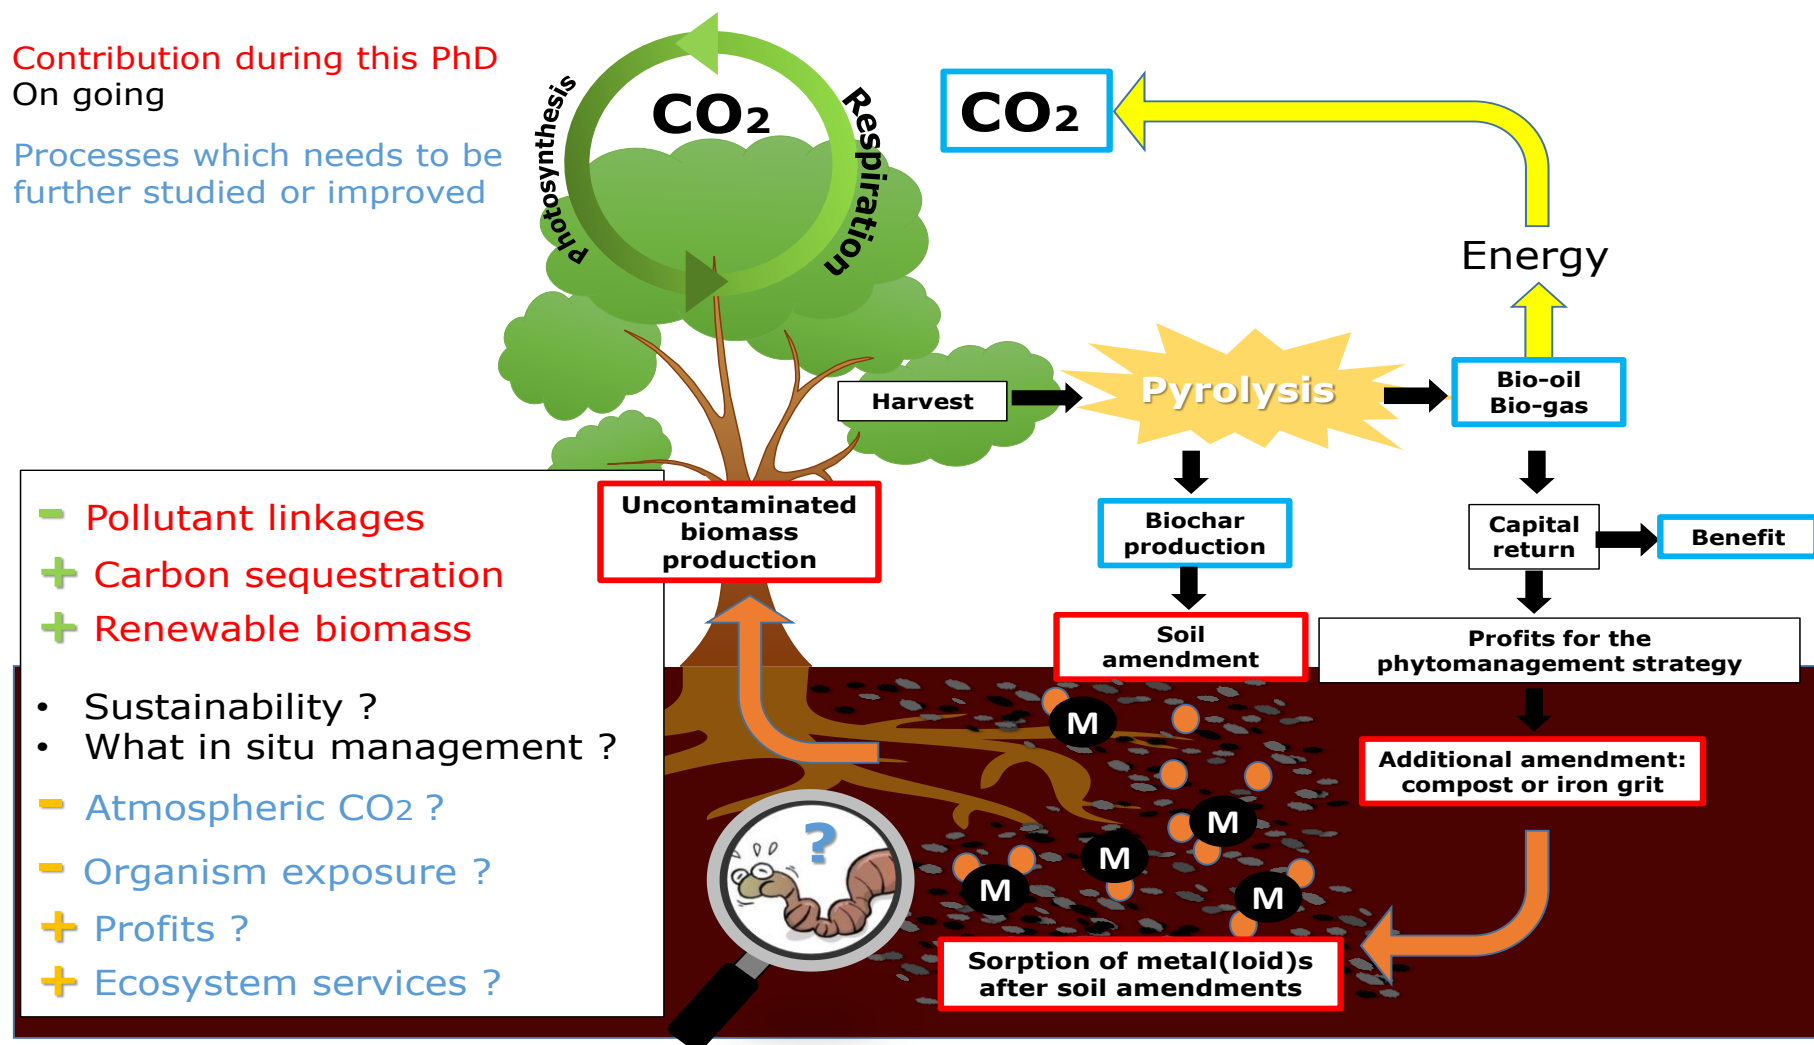 Contribution during this PhD
On going
Processes which needs to be
further studied or improved
Photosynthesis
CO2
Respiration
CO2
Energy
Harvest
Pyrolysis
Bio-oil
Bio-gas
Uncontaminated
biomass
production
Biochar
production
Capital
return
Benefit
Soil
amendment
Profits for the
phytomanagement strategy
Additional amendment:
compost or iron grit
- Pollutant linkages
+ Carbon sequestration
+ Renewable biomass
• Sustainability ?
• What in situ management ?
- Atmospheric CO2 ?
- Organism exposure ?
+ Profits ?
+ Ecosystem services ?
?
M
M
M
M
M
Sorption of metal(loid)s
after soil amendments